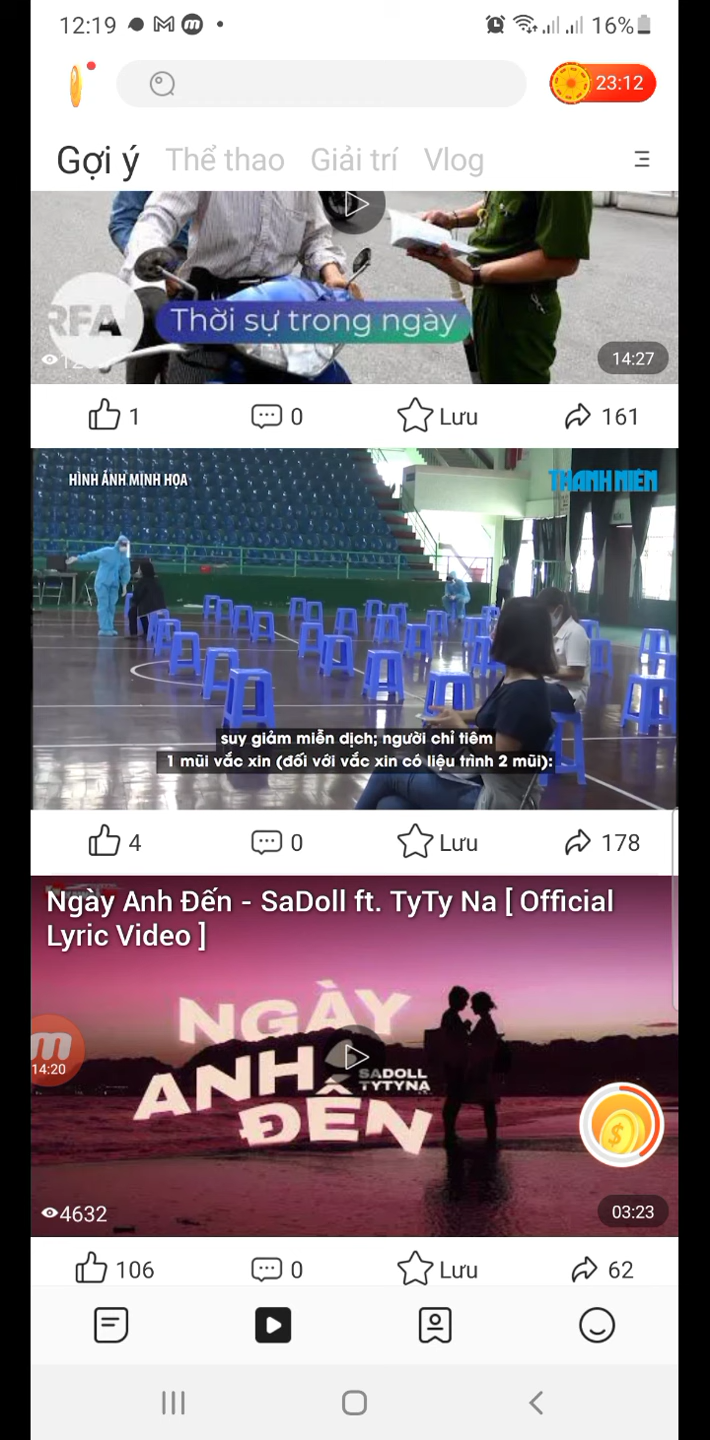 12:19
16%
23:12
Gợi ý Thể thao Giải trí Vlog
RFA
Thời sự trong ngày
14:27
1 0 Lưu 161
HÌNH ẢNH MINH HỌA
THANH NIÊN
suy giảm miễn dịch; người chỉ tiêm
1 mũi vắc xin (đối với vắc xin có liệu trình 2 mũi):
4 0 Lưu 178
Ngày Anh Đến - SaDoll ft. TyTy Na [ Official
Lyric Video ]
NGÀY
ANH
ĐẾN
SADOLL
TYTYNA
14:20
4632
03:23
106 0 Lưu 62